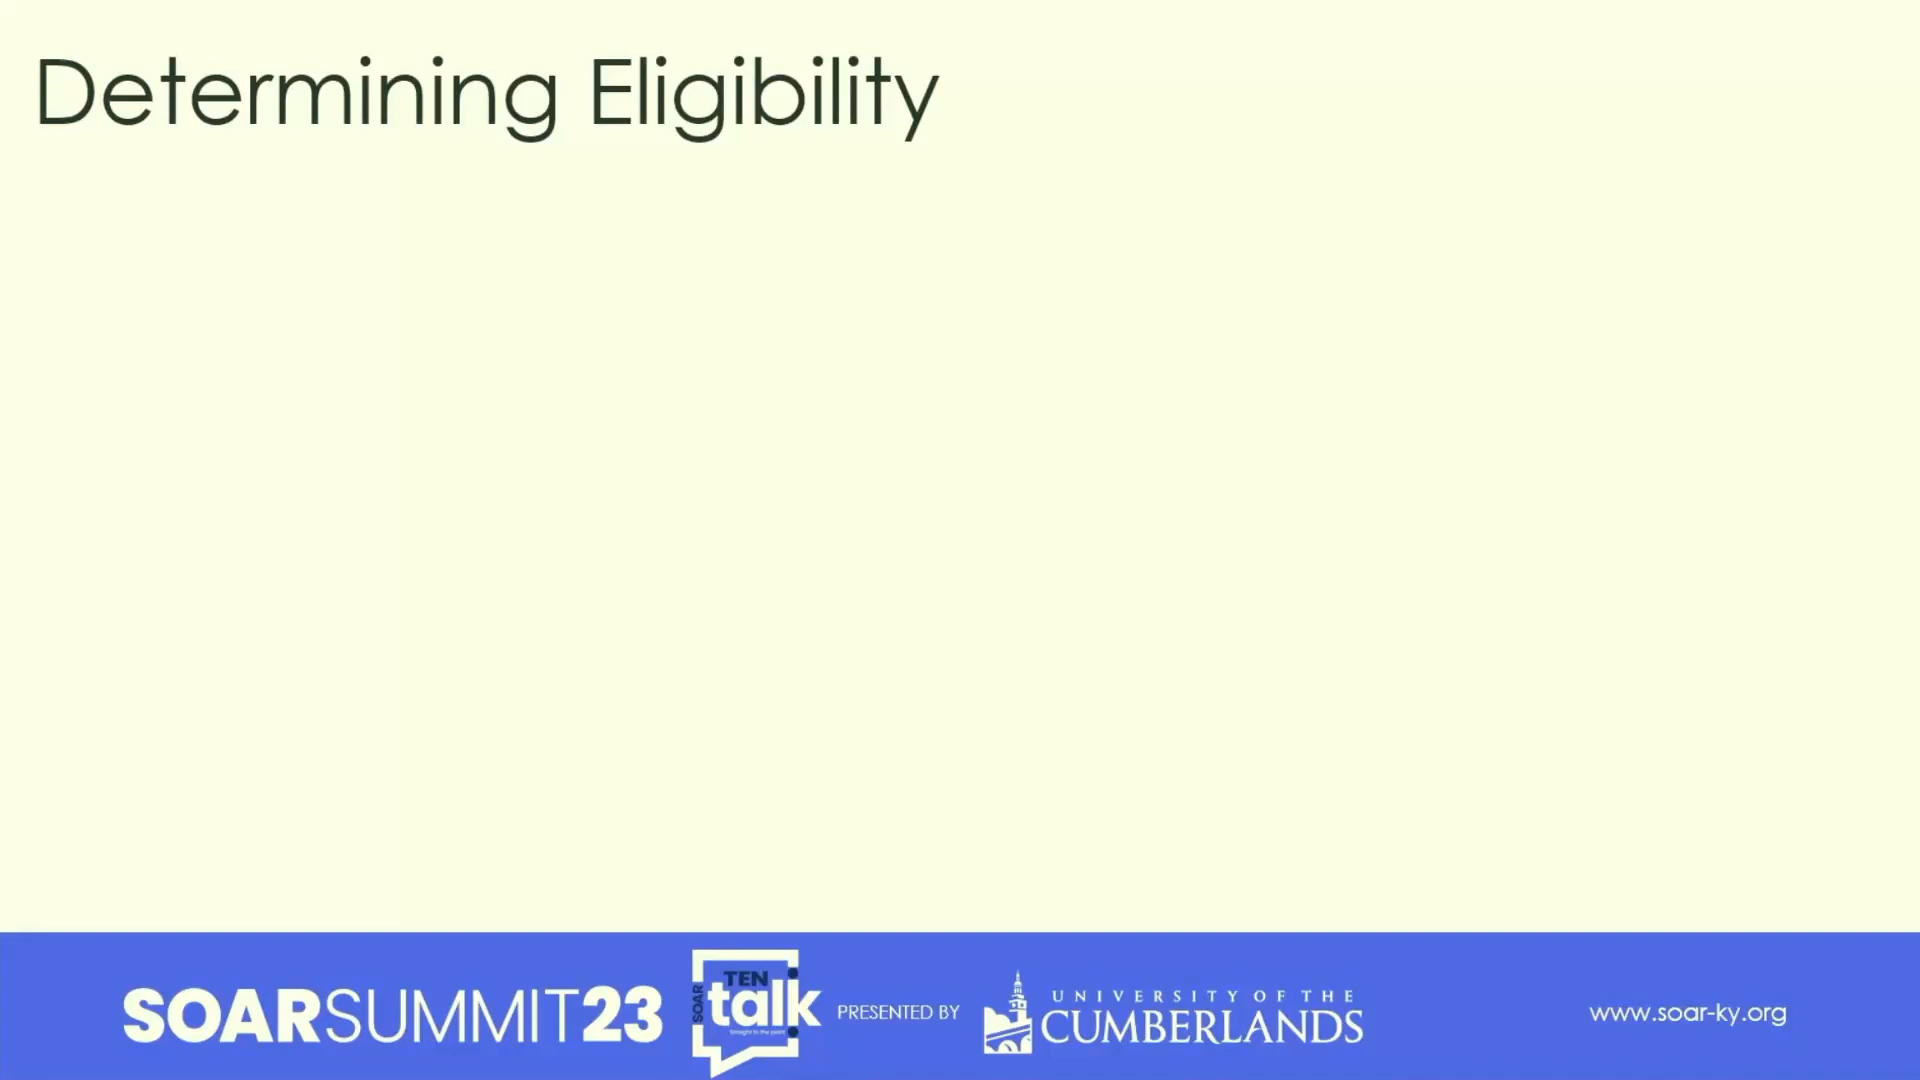 Determining Eligibility
SOARSUMMIT23
SOAR
TEN
talk
Straight to the point
PRESENTED BY
UNIVERSITY OF THE
CUMBERLANDS
www.soar-ky.org